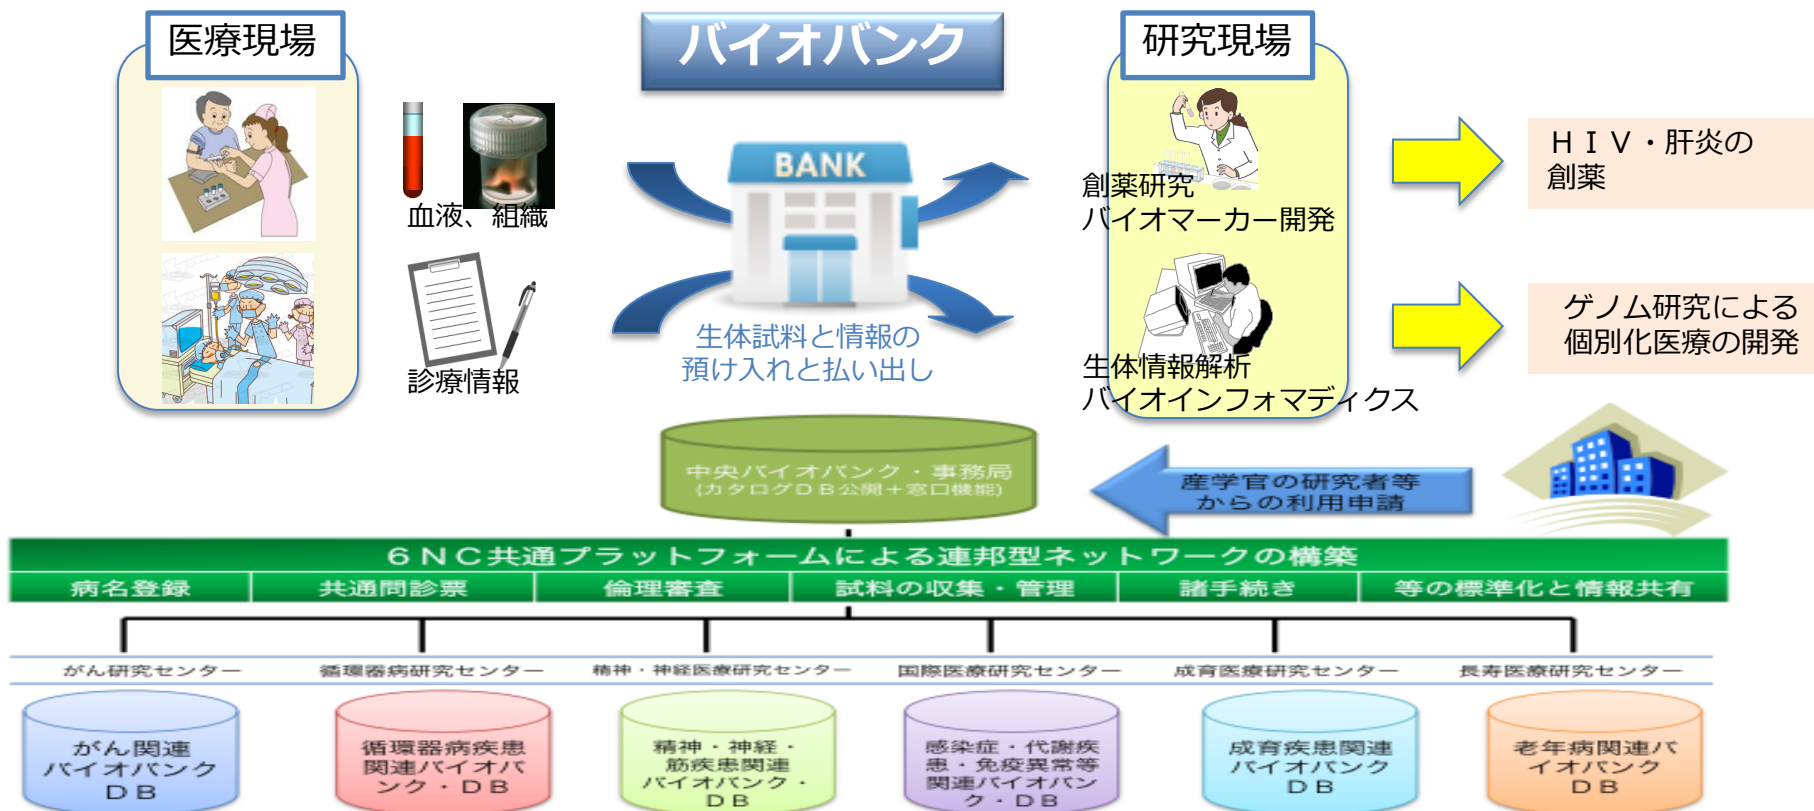 医療現場
バイオバンク
研究現場
BANK
血液、組織
診療情報
生体試料と情報の
預け入れと払い出し
創薬研究
バイオマーカー開発
生体情報解析
バイオインフォマディクス
ＨＩＶ・肝炎の
創薬
ゲノム研究による
個別化医療の開発
中央バイオバンク・事務局
(カタログＤＢ公開＋窓口機能)
産学官の研究者等
からの利用申請
６ＮＣ共通プラットフォームによる連邦型ネットワークの構築
病名登録
共通問診票
倫理審査
試料の収集・管理
諸手続き
等の標準化と情報共有
がん研究センター
循環器病研究センター
精神・神経医療研究センター
国際医療研究センター
成育医療研究センター
長寿医療研究センター
がん関連
バイオバンク
ＤＢ
循環器病疾患
関連バイオバ
ンク・ＤＢ
精神・神経・
筋疾患関連
バイオバンク・
ＤＢ
感染症・代謝疾
患・免疫異常等
関連バイオバン
ク・ＤＢ
成育疾患関連
バイオバンク
ＤＢ
老年病関連バ
イオバンク
ＤＢ